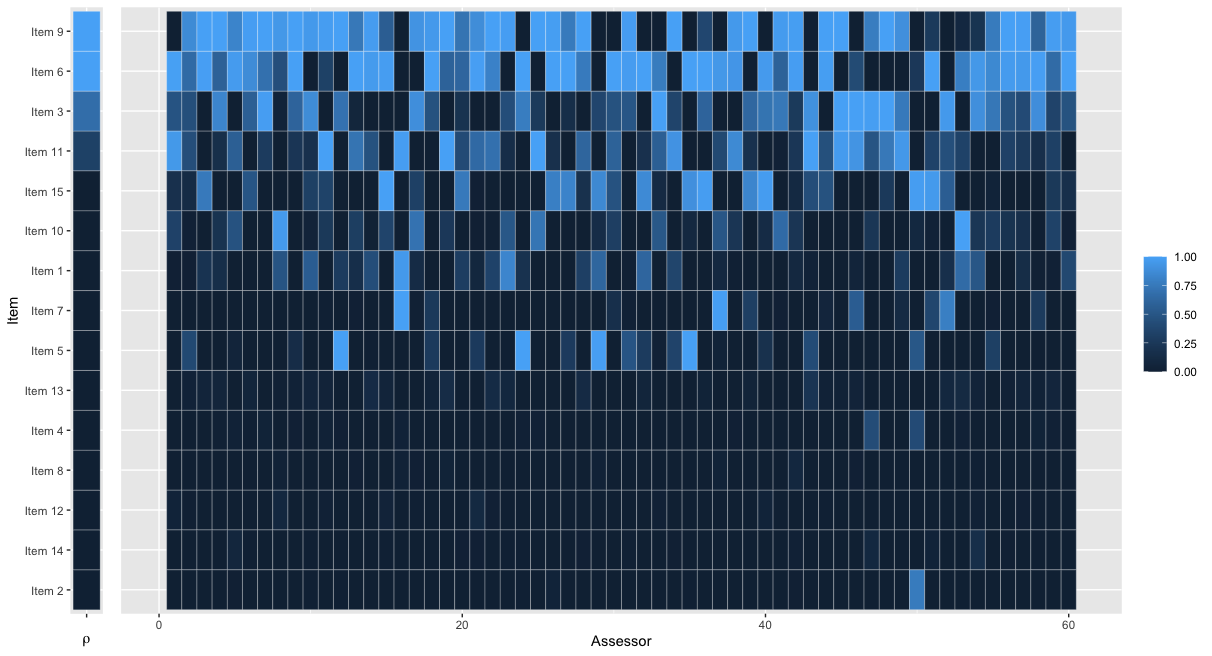 Item 9
Item 6
Item 3
Item 11
Item 15
Item 10
Item 1
Item 7
Item 5
Item 13
Item 4
Item 8
Item 12
Item 14
Item 2
Item
ρ
0
20
40
60
Assessor
1.00
0.75
0.50
0.25
0.00